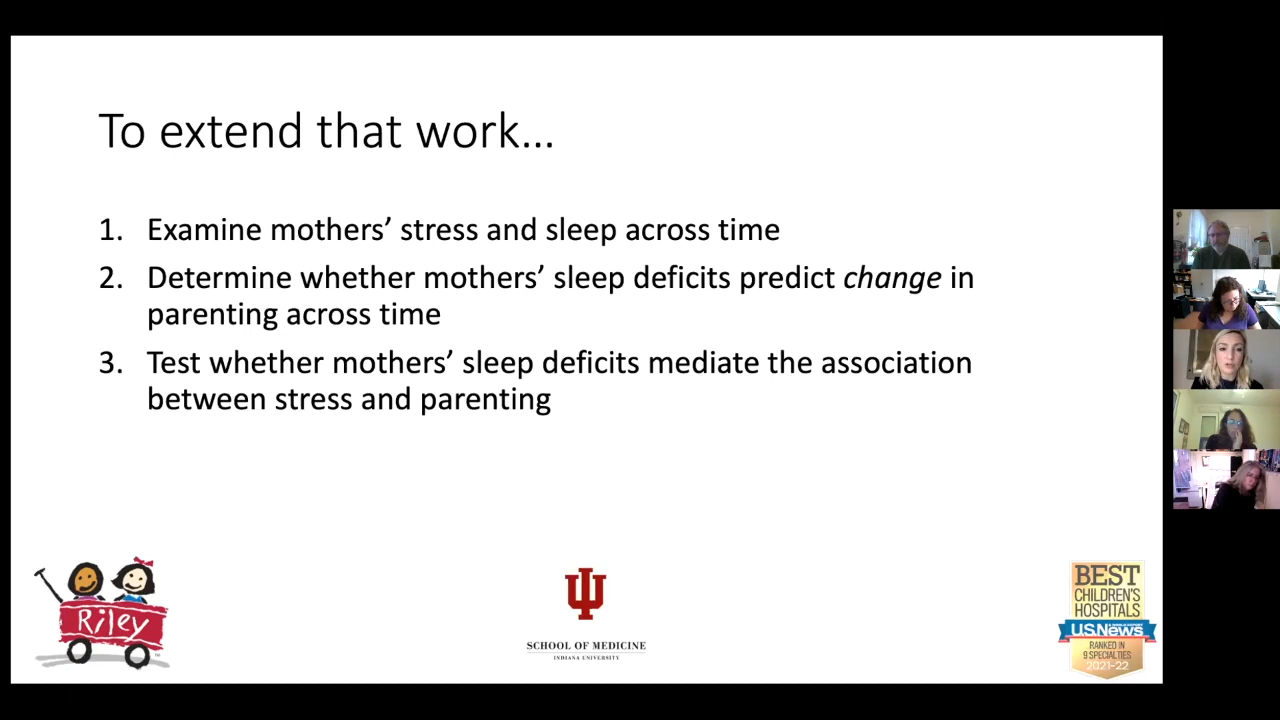 To extend that work...
1. Examine mothers’ stress and sleep across time
2. Determine whether mothers’ sleep deficits predict change in
parenting across time
3. Test whether mothers’ sleep deficits mediate the association
between stress and parenting
Riley
SCHOOL OF MEDICINE
INDIANA UNIVERSITY
BEST
CHILDREN'S
HOSPITALS
U.S.News
RANKED IN
9 SPECIALTIES
2021-22